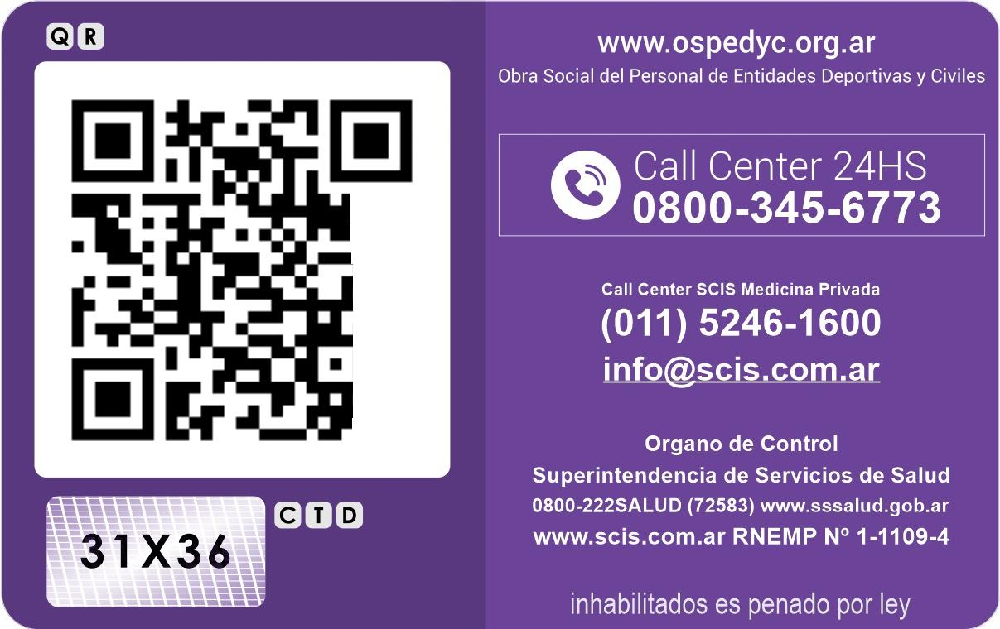 QR
www.ospedyc.org.ar
Obra Social del Personal de Entidades Deportivas y Civiles
Call Center 24HS
0800-345-6773
Call Center SCIS Medicina Privada
(011) 5246-1600
info@scis.com.ar
Organo de Control
Superintendencia de Servicios de Salud
0800-222SALUD (72583) www.sssalud.gob.ar
www.scis.com.ar RNEMP Nº 1-1109-4
inhabilitados es penado por ley
CTD
31X36